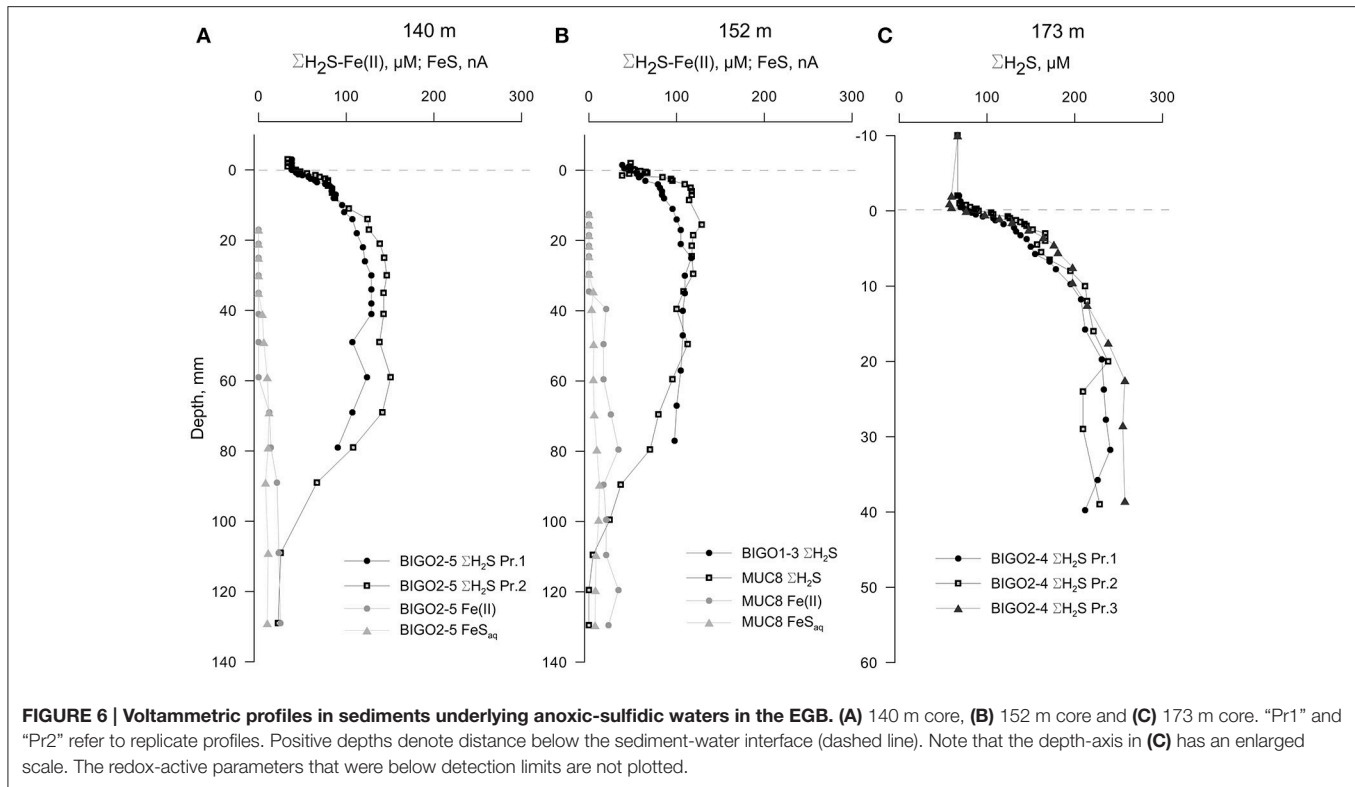 A
140 m
ΣH₂S-Fe(II), µM; FeS, nA
0 100 200 300
0
20
40
60
80
100
120
140
Depth, mm
BIGO2-5 ΣH₂S Pr.1
BIGO2-5 ΣH₂S Pr.2
BIGO2-5 Fe(II)
BIGO2-5 FeSaq
B
152 m
ΣH₂S-Fe(II), µM; FeS, nA
0 100 200 300
0
20
40
60
80
100
120
140
BIGO1-3 ΣH₂S
MUC8 ΣH₂S
MUC8 Fe(II)
MUC8 FeSaq
C
173 m
ΣH₂S, µM
0 100 200 300
-10
0
10
20
30
40
50
60
BIGO2-4 ΣH₂S Pr.1
BIGO2-4 ΣH₂S Pr.2
BIGO2-4 ΣH₂S Pr.3
FIGURE 6 | Voltammetric profiles in sediments underlying anoxic-sulfidic waters in the EGB. (A) 140 m core, (B) 152 m core and (C) 173 m core. “Pr1” and
“Pr2” refer to replicate profiles. Positive depths denote distance below the sediment-water interface (dashed line). Note that the depth-axis in (C) has an enlarged
scale. The redox-active parameters that were below detection limits are not plotted.